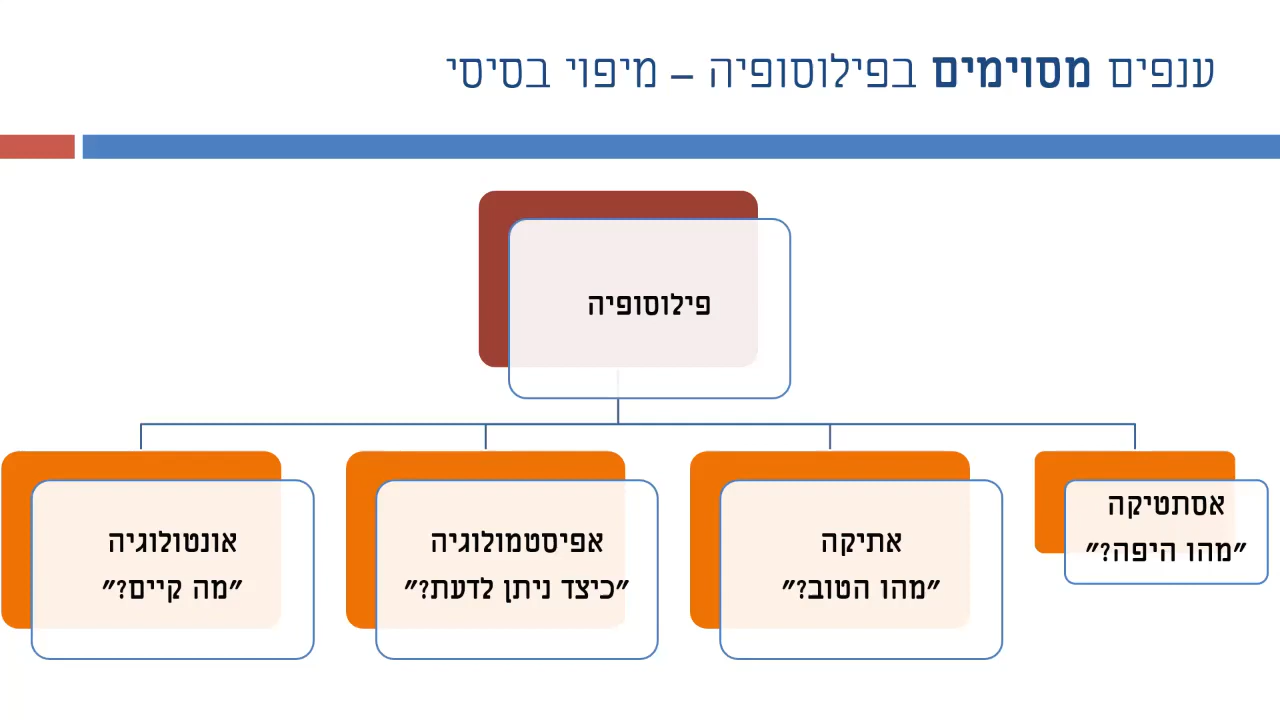 ענפים מסוימים בפילוסופיה – מיפוי בסיסי
פילוסופיה
אסתטיקה
"מהו היפה?"
אתיקה
"מהו הטוב?"
אפיסטמולוגיה
"כיצד ניתן לדעת?"
אונטולוגיה
"מה קיים?"